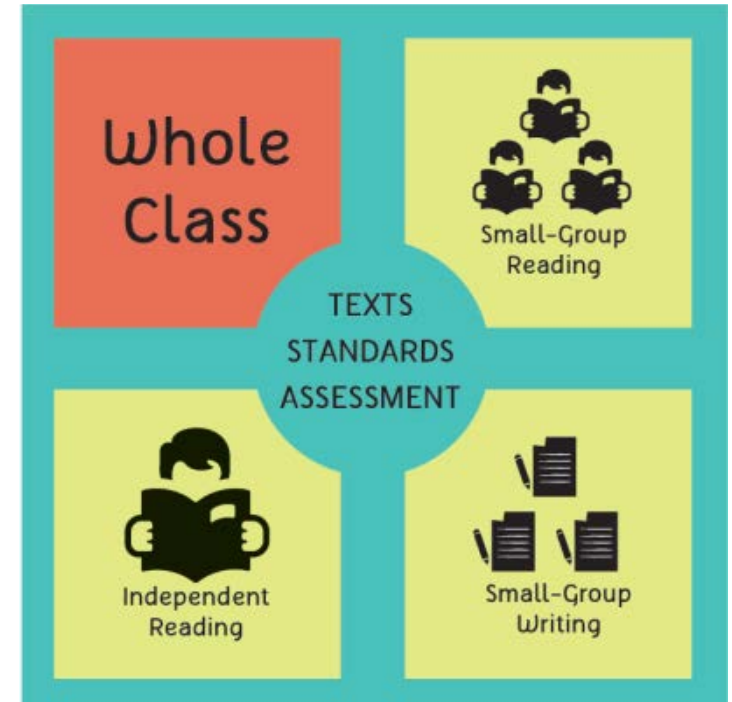 Whole
Class
Small-Group
Reading
TEXTS
STANDARDS
ASSESSMENT
Independent
Reading
Small-Group
Writing